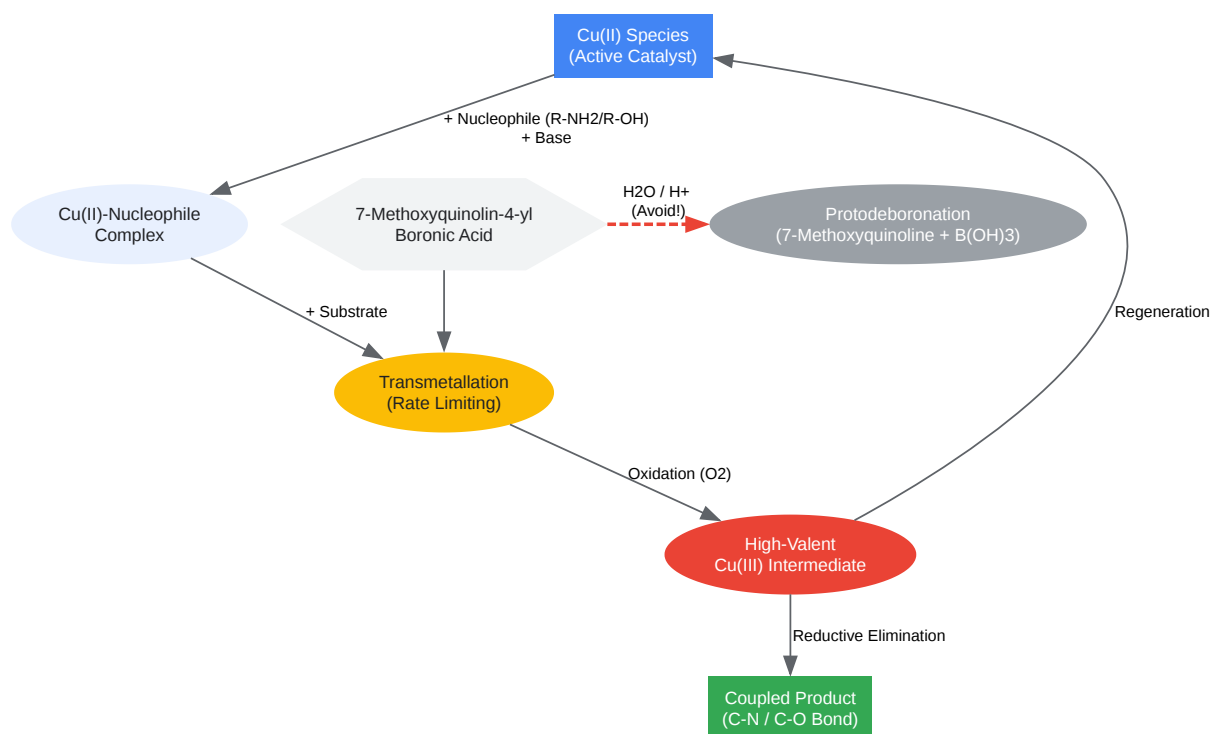 Cu(II) Species
(Active Catalyst)
+ Nucleophile (R-NH2/R-OH)
+ Base
Cu(II)-Nucleophile
Complex
7-Methoxyquinolin-4-yl
Boronic Acid
H2O / H+
(Avoid!)
Protodeboronation
(7-Methoxyquinoline + B(OH)3)
+ Substrate
Regeneration
Transmetallation
(Rate Limiting)
Oxidation (O2)
High-Valent
Cu(III) Intermediate
Reductive Elimination
Coupled Product
(C-N / C-O Bond)